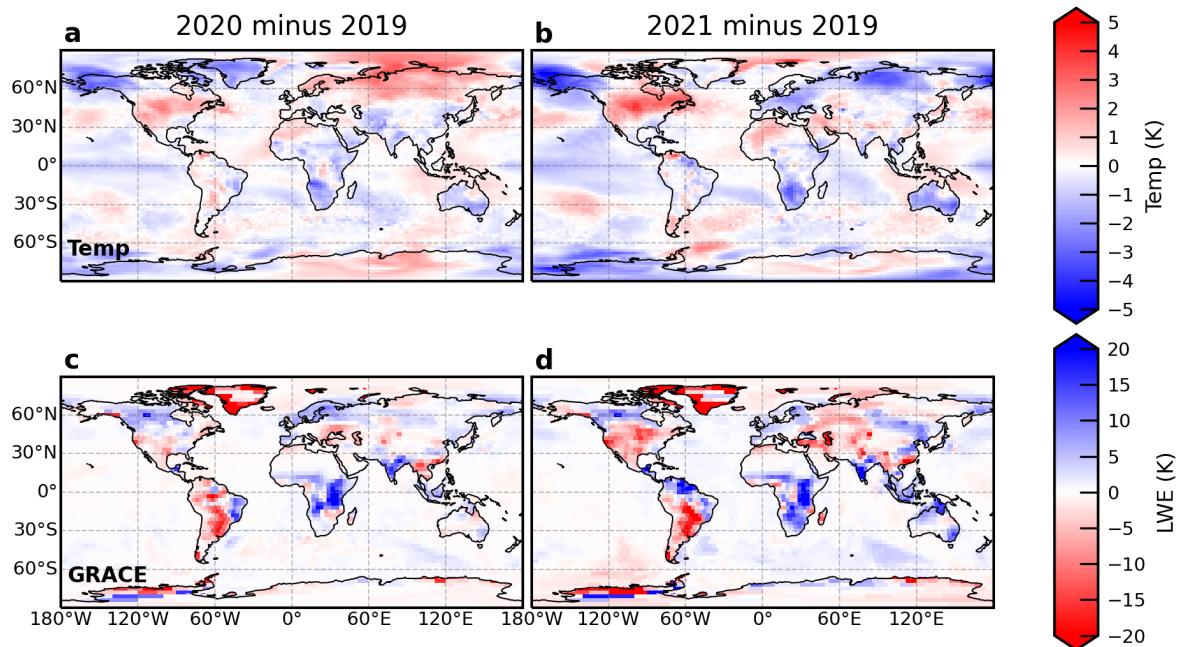 2020 minus 2019
2021 minus 2019
a
b
60°N
30°N
0°
30°S
60°S
Temp
5
4
3
2
1
0
−1
−2
−3
−4
−5
Temp (K)
c
d
60°N
30°N
0°
30°S
60°S
GRACE
180°W
120°W
60°W
0°
60°E
120°E
180°W
120°W
60°W
0°
60°E
120°E
20
15
10
5
0
−5
−10
−15
−20
LWE (K)